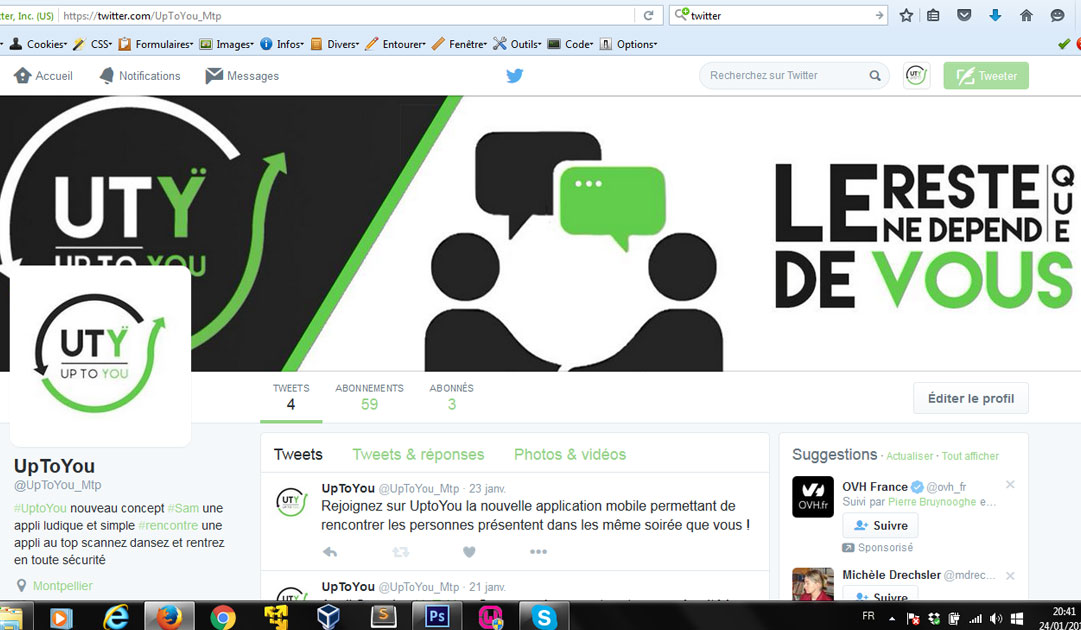 ter, Inc. (US) https://twitter.com/UpToYou_Mtp twitter
Cookies CSS Formulaires Images Infos Divers Entourer Fenêtre Outils Code Options
Accueil Notifications Messages Recherchez sur Twitter Tweeter
UTŸ
UP TO YOU
LE RESTE
NE DEPEND
QUE
DE VOUS
UTŸ
UP TO YOU
TWEETS ABONNEMENTS ABONNÉS
4 59 3
Éditer le profil
UpToYou
@UpToYou_Mtp
#UptoYou nouveau concept #Sam une
appli ludique et simple #rencontre une
appli au top scannez dansez et rentrez
en toute sécurité
Montpellier
Tweets Tweets & réponses Photos & vidéos
UpToYou @UpToYou_Mtp · 23 janv.
Rejoignez sur UptoYou la nouvelle application mobile permettant de
rencontrer les personnes présentent dans les même soirée que vous !
UpToYou @UpToYou_Mtp · 21 janv.
Suggestions · Actualiser · Tout afficher
OVH.fr
OVH France @ovh_fr
Suivi par Pierre Bruynooghe e...
Suivre
Sponsorisé
Michèle Drechsler @mdrec...
Suivre
UTY
UTY
Ps
S
FR
20:41
24/01/20